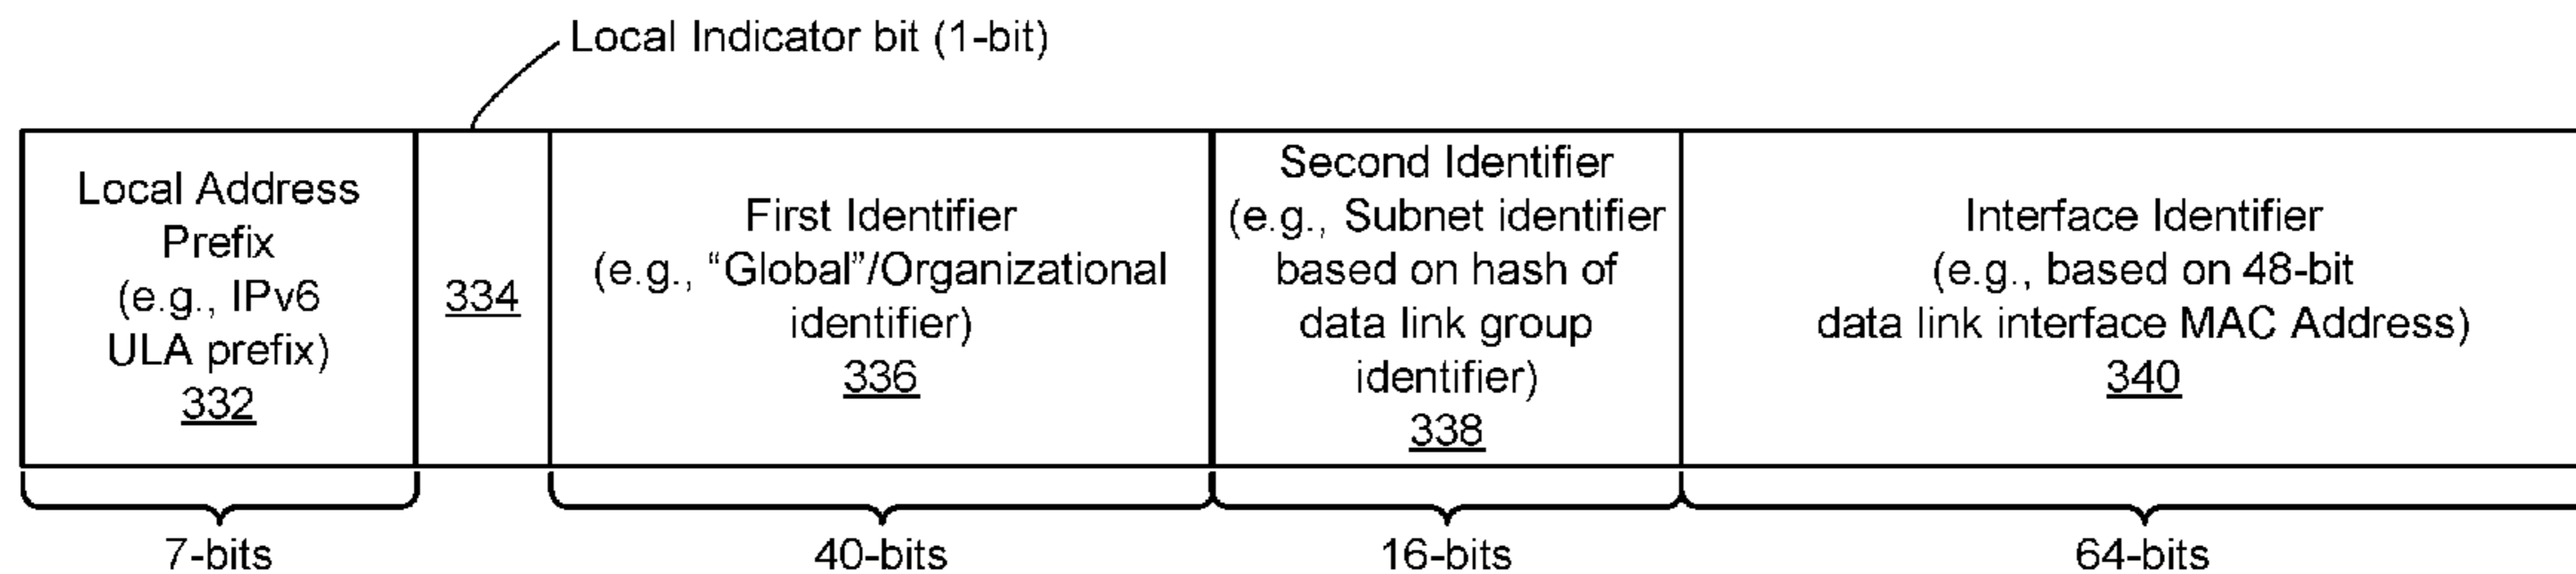 Local Indicator bit (1-bit)
Local Address
Prefix
(e.g., IPv6
ULA prefix)
332
334
First Identifier
(e.g., “Global”/Organizational
identifier)
336
Second Identifier
(e.g., Subnet identifier
based on hash of
data link group
identifier)
338
Interface Identifier
(e.g., based on 48-bit
data link interface MAC Address)
340
7-bits
40-bits
16-bits
64-bits